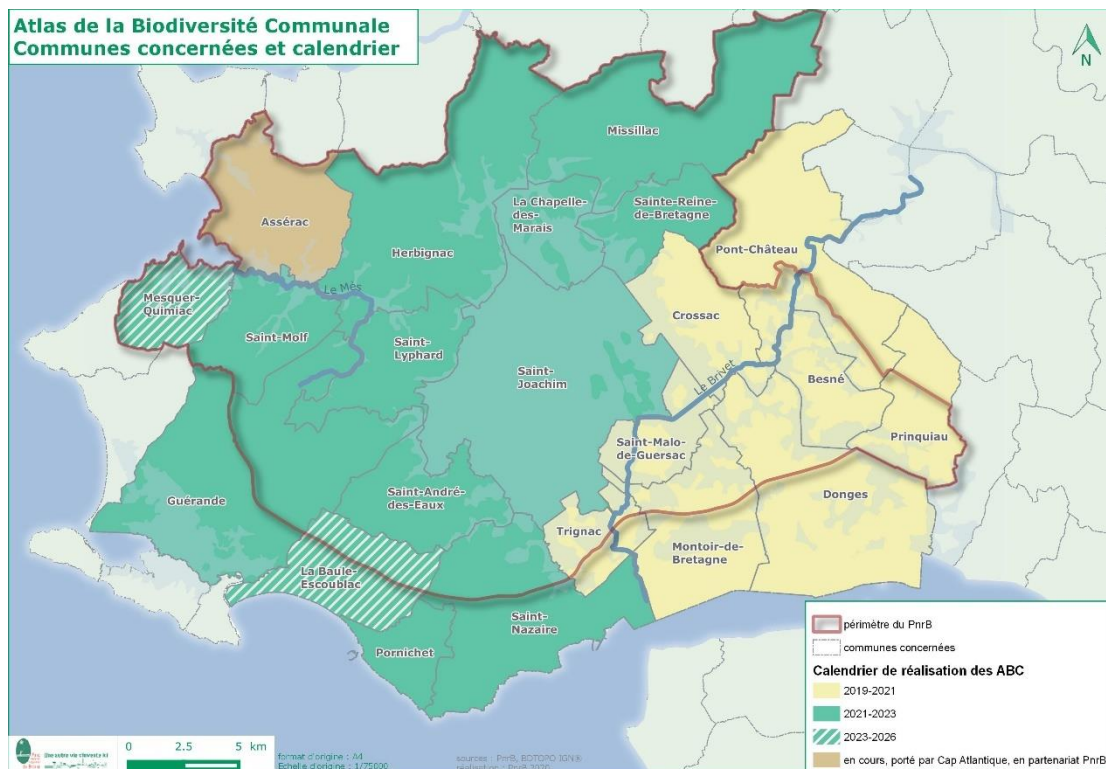 Atlas de la Biodiversité Communale
Communes concernées et calendrier
N
Missillac
La Chapelle-
des-
Marais
Sainte-Reine-
de-Bretagne
Assérac
Herbignac
Pont-Château
Mesquer-
Quimiac
Le Mès
Saint-Molf
Saint-
Lyphard
Crossac
Saint-
Joachim
Le Brivet
Besné
Saint-Malo-
de-Guersac
Prinquiau
Guérande
Saint-André-
des-Eaux
Donges
Trignac
Montoir-de-
Bretagne
La Baule-
Escoublac
Saint-
Nazaire
Pornichet
périmètre du PnrB
communes concernées
Calendrier de réalisation des ABC
2019-2021
2021-2023
2023-2026
en cours, porté par Cap Atlantique, en partenariat PnrB
0 2.5 5 km
format d'origine : A4
Echelle d'origine : 1/75000
sources : PnrB, BDTOPO IGN®
réalisation : PnrB 2020